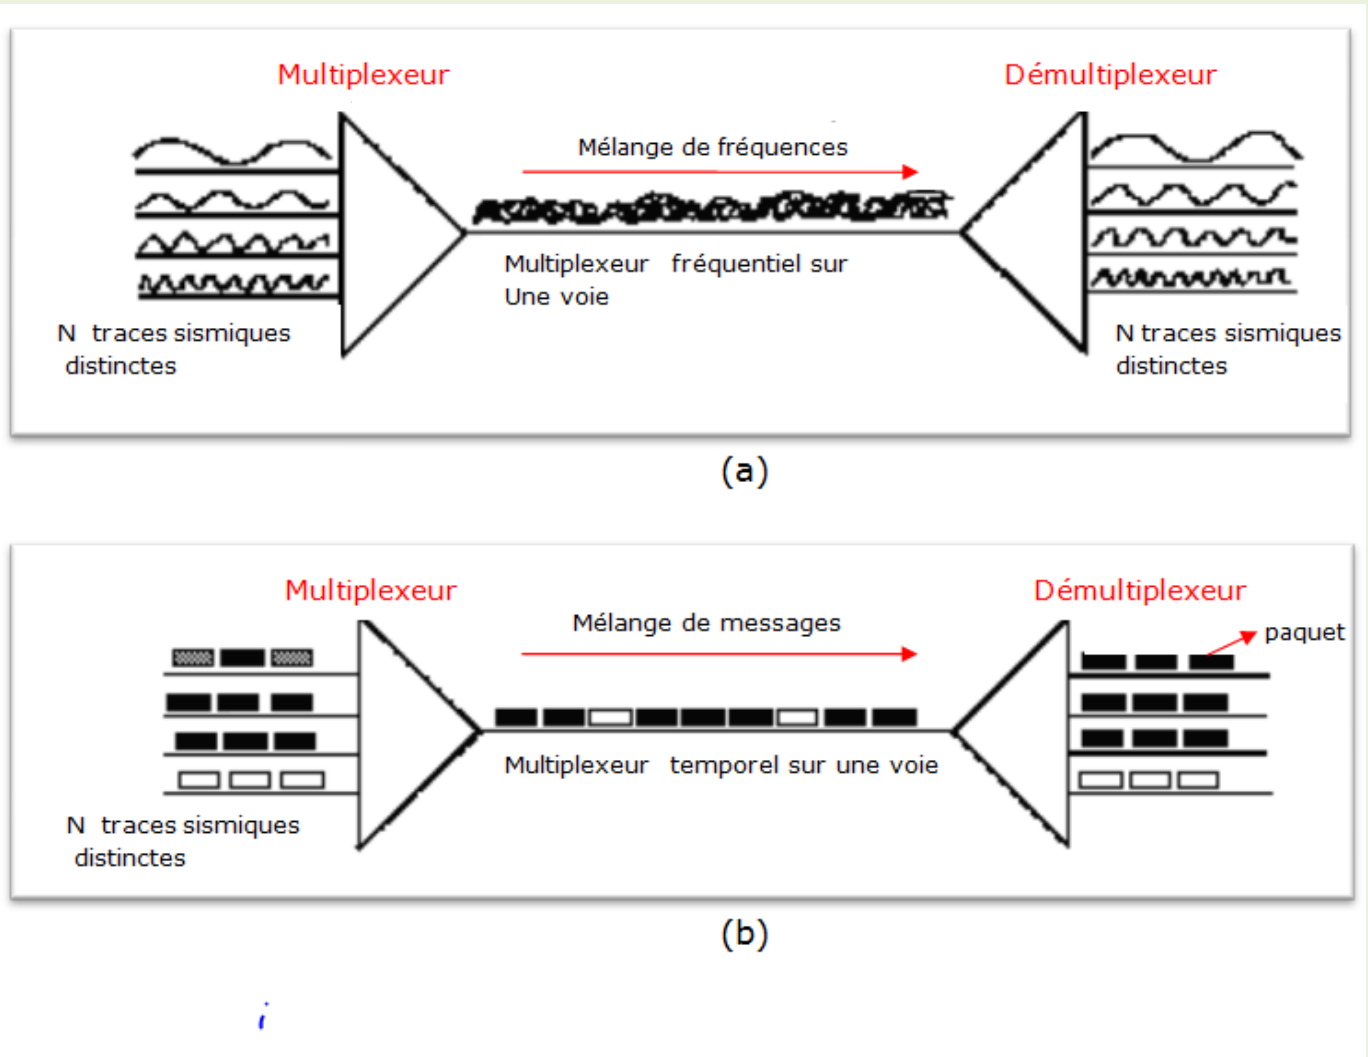 Multiplexeur
Démultiplexeur
Mélange de fréquences
Multiplexeur fréquentiel sur
Une voie
N traces sismiques
distinctes
N traces sismiques
distinctes
(a)
Multiplexeur
Démultiplexeur
Mélange de messages
paquet
Multiplexeur temporel sur une voie
N traces sismiques
distinctes
(b)
i